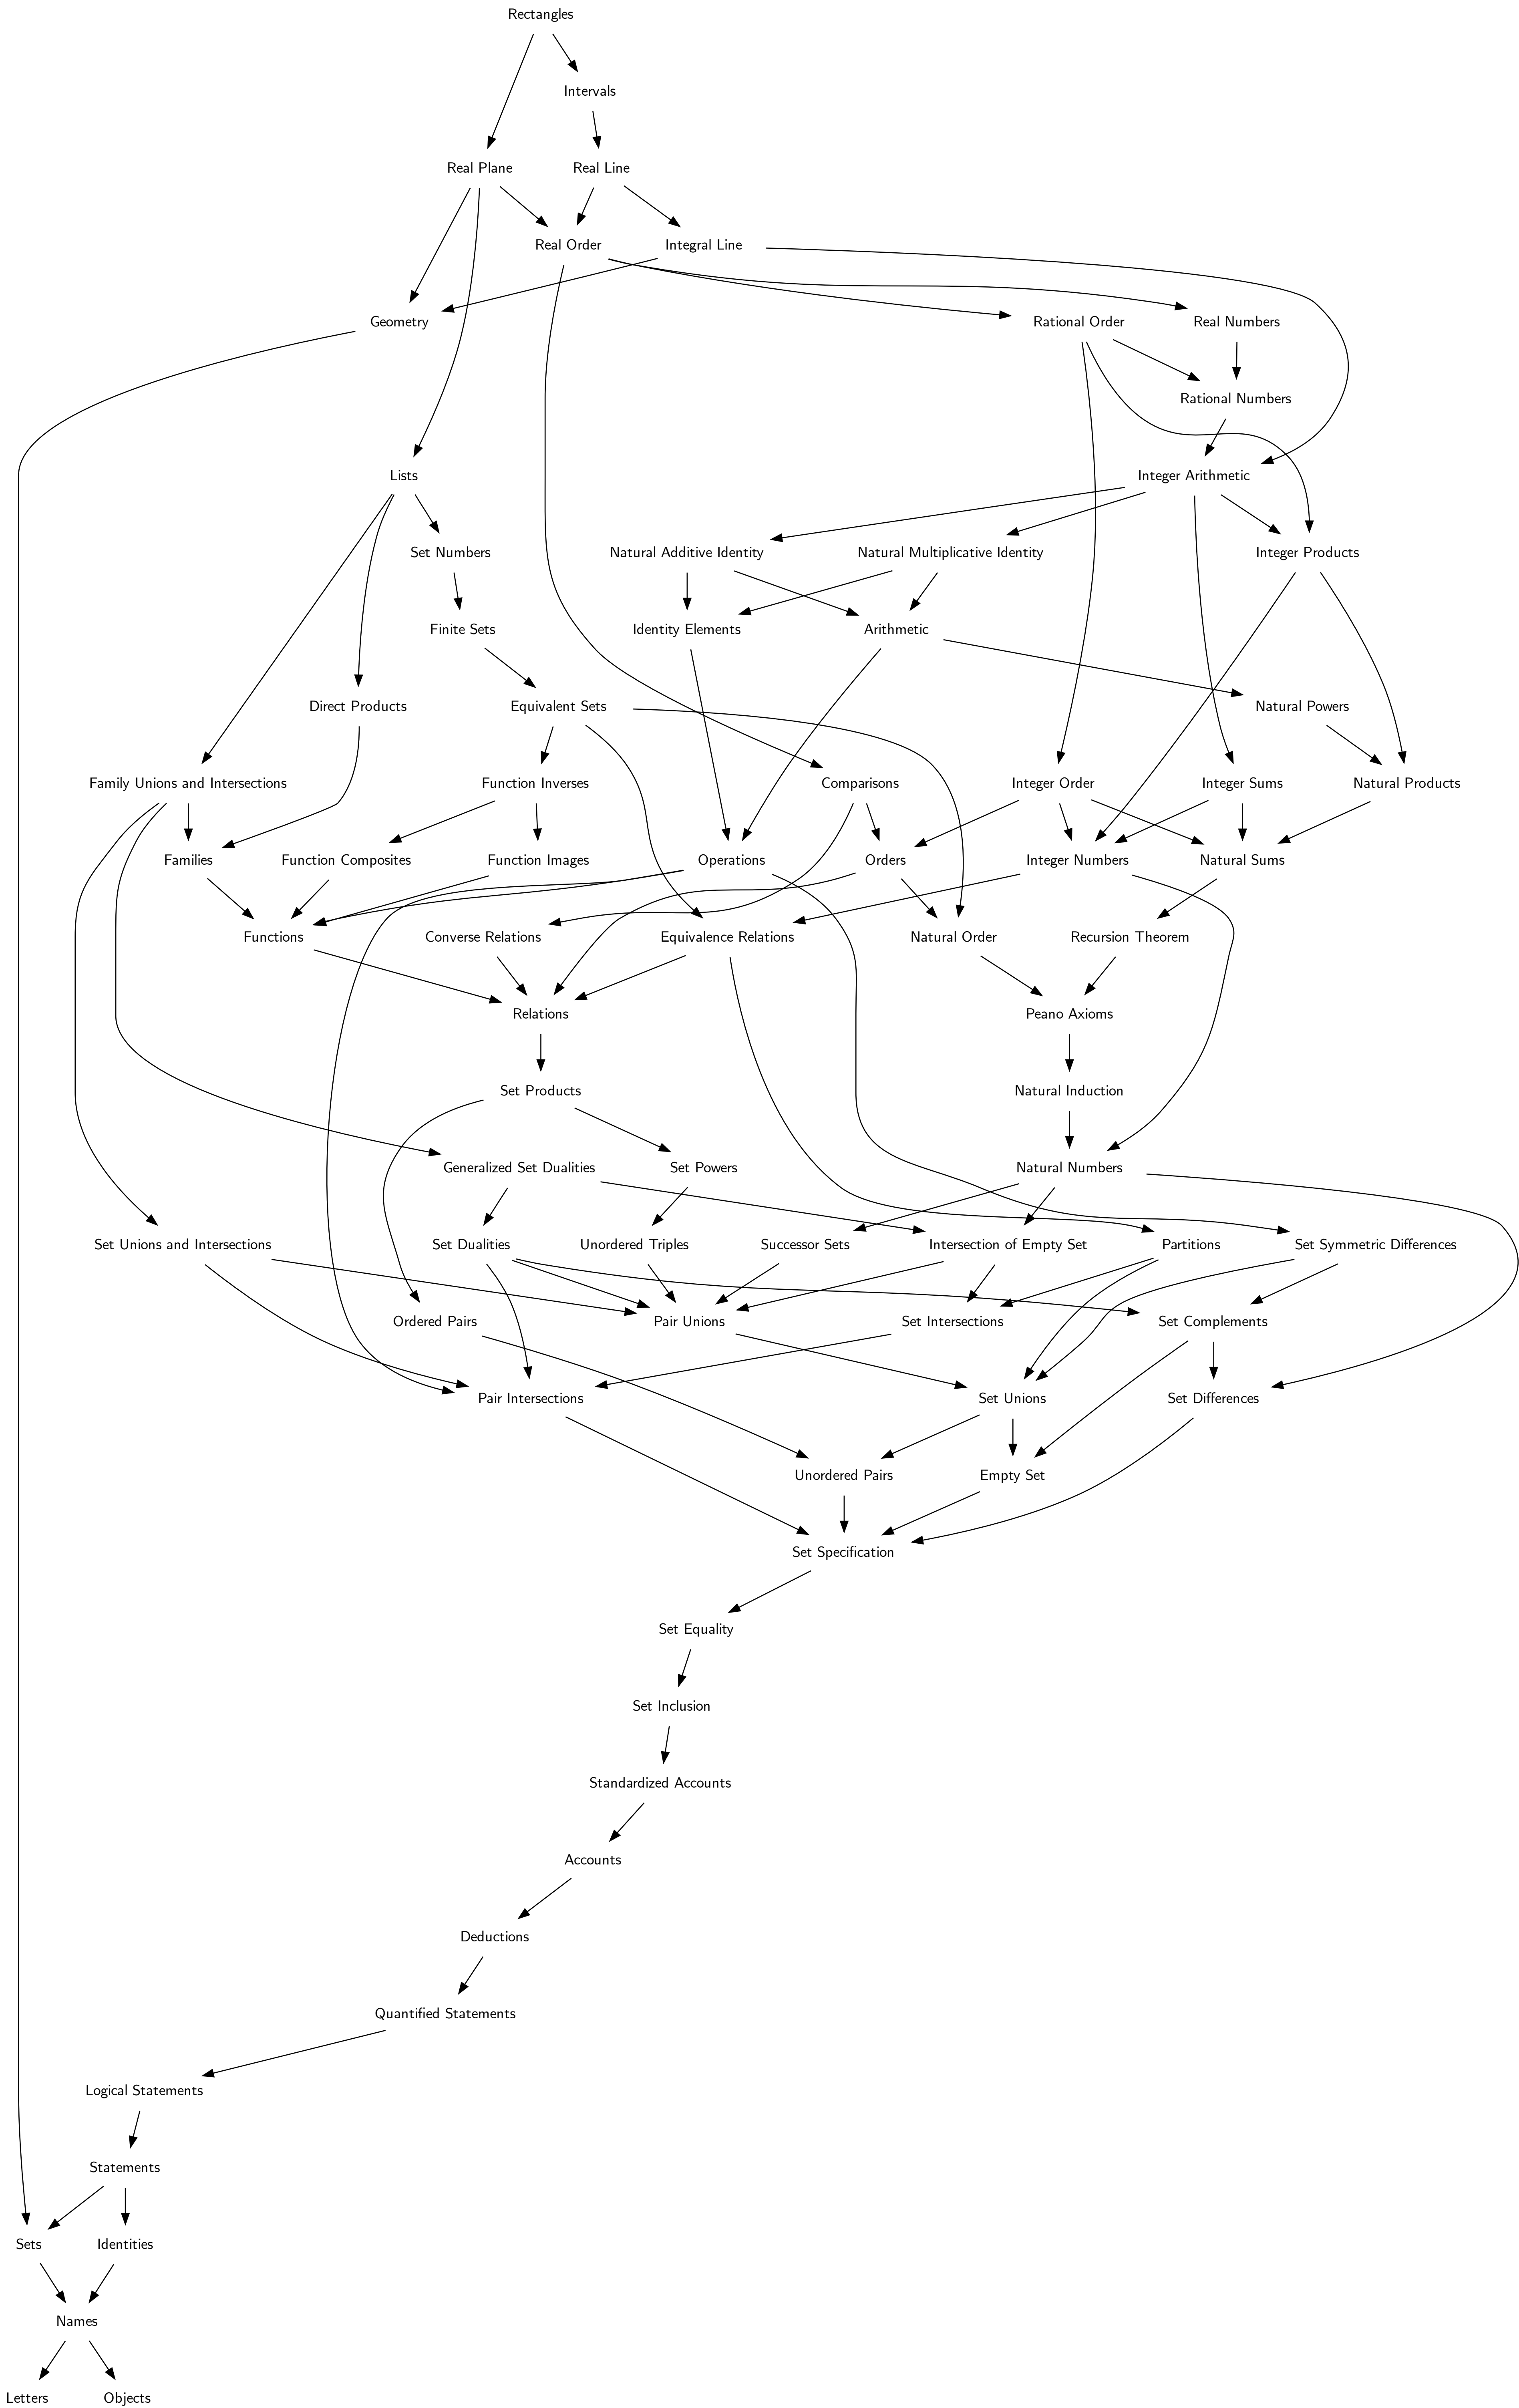 Rectangles
Intervals
Real Plane
Real Line
Real Order
Integral Line
Geometry
Rational Order
Real Numbers
Rational Numbers
Lists
Integer Arithmetic
Set Numbers
Natural Additive Identity
Natural Multiplicative Identity
Integer Products
Finite Sets
Identity Elements
Arithmetic
Direct Products
Equivalent Sets
Natural Powers
Family Unions and Intersections
Function Inverses
Comparisons
Integer Order
Integer Sums
Natural Products
Families
Function Composites
Function Images
Operations
Orders
Integer Numbers
Natural Sums
Functions
Converse Relations
Equivalence Relations
Natural Order
Recursion Theorem
Relations
Peano Axioms
Set Products
Natural Induction
Generalized Set Dualities
Set Powers
Natural Numbers
Set Unions and Intersections
Set Dualities
Unordered Triples
Successor Sets
Intersection of Empty Set
Partitions
Set Symmetric Differences
Ordered Pairs
Pair Unions
Set Intersections
Set Complements
Pair Intersections
Set Unions
Set Differences
Unordered Pairs
Empty Set
Set Specification
Set Equality
Set Inclusion
Standardized Accounts
Accounts
Deductions
Quantified Statements
Logical Statements
Statements
Sets
Identities
Names
Letters
Objects